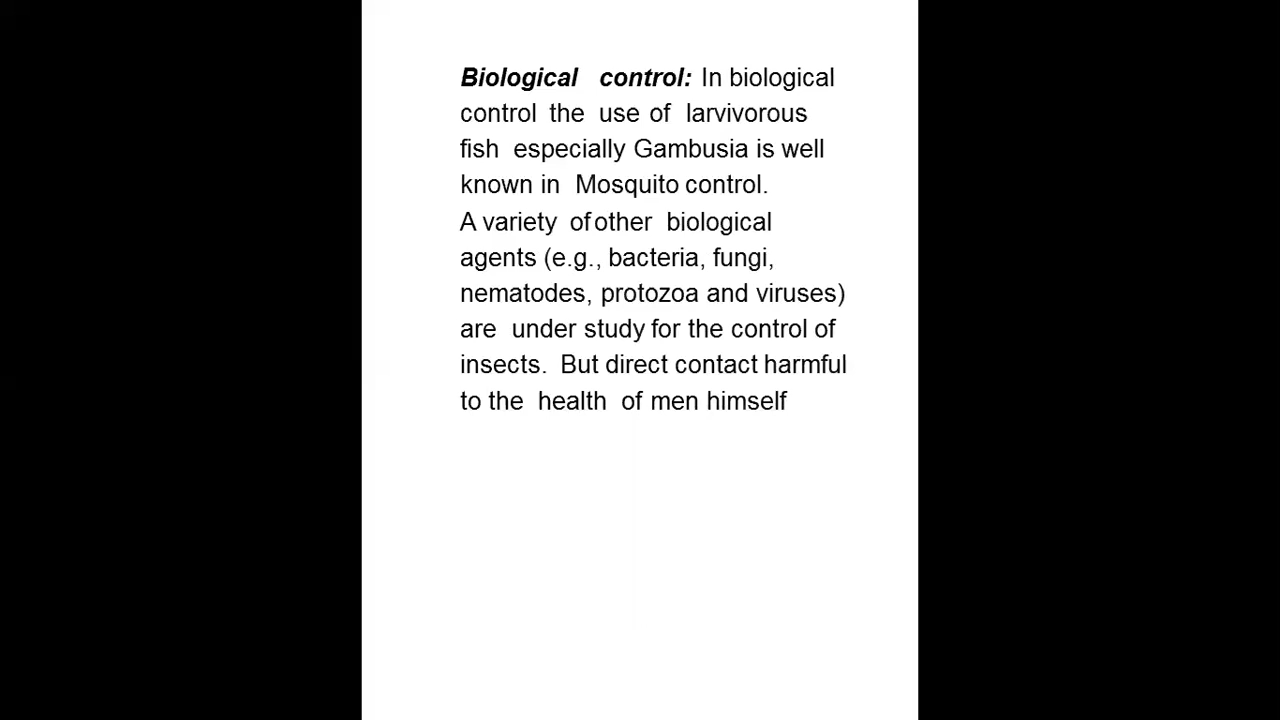 Biological control: In biological
control the use of larvivorous
fish especially Gambusia is well
known in Mosquito control.
A variety of other biological
agents (e.g., bacteria, fungi,
nematodes, protozoa and viruses)
are under study for the control of
insects. But direct contact harmful
to the health of men himself